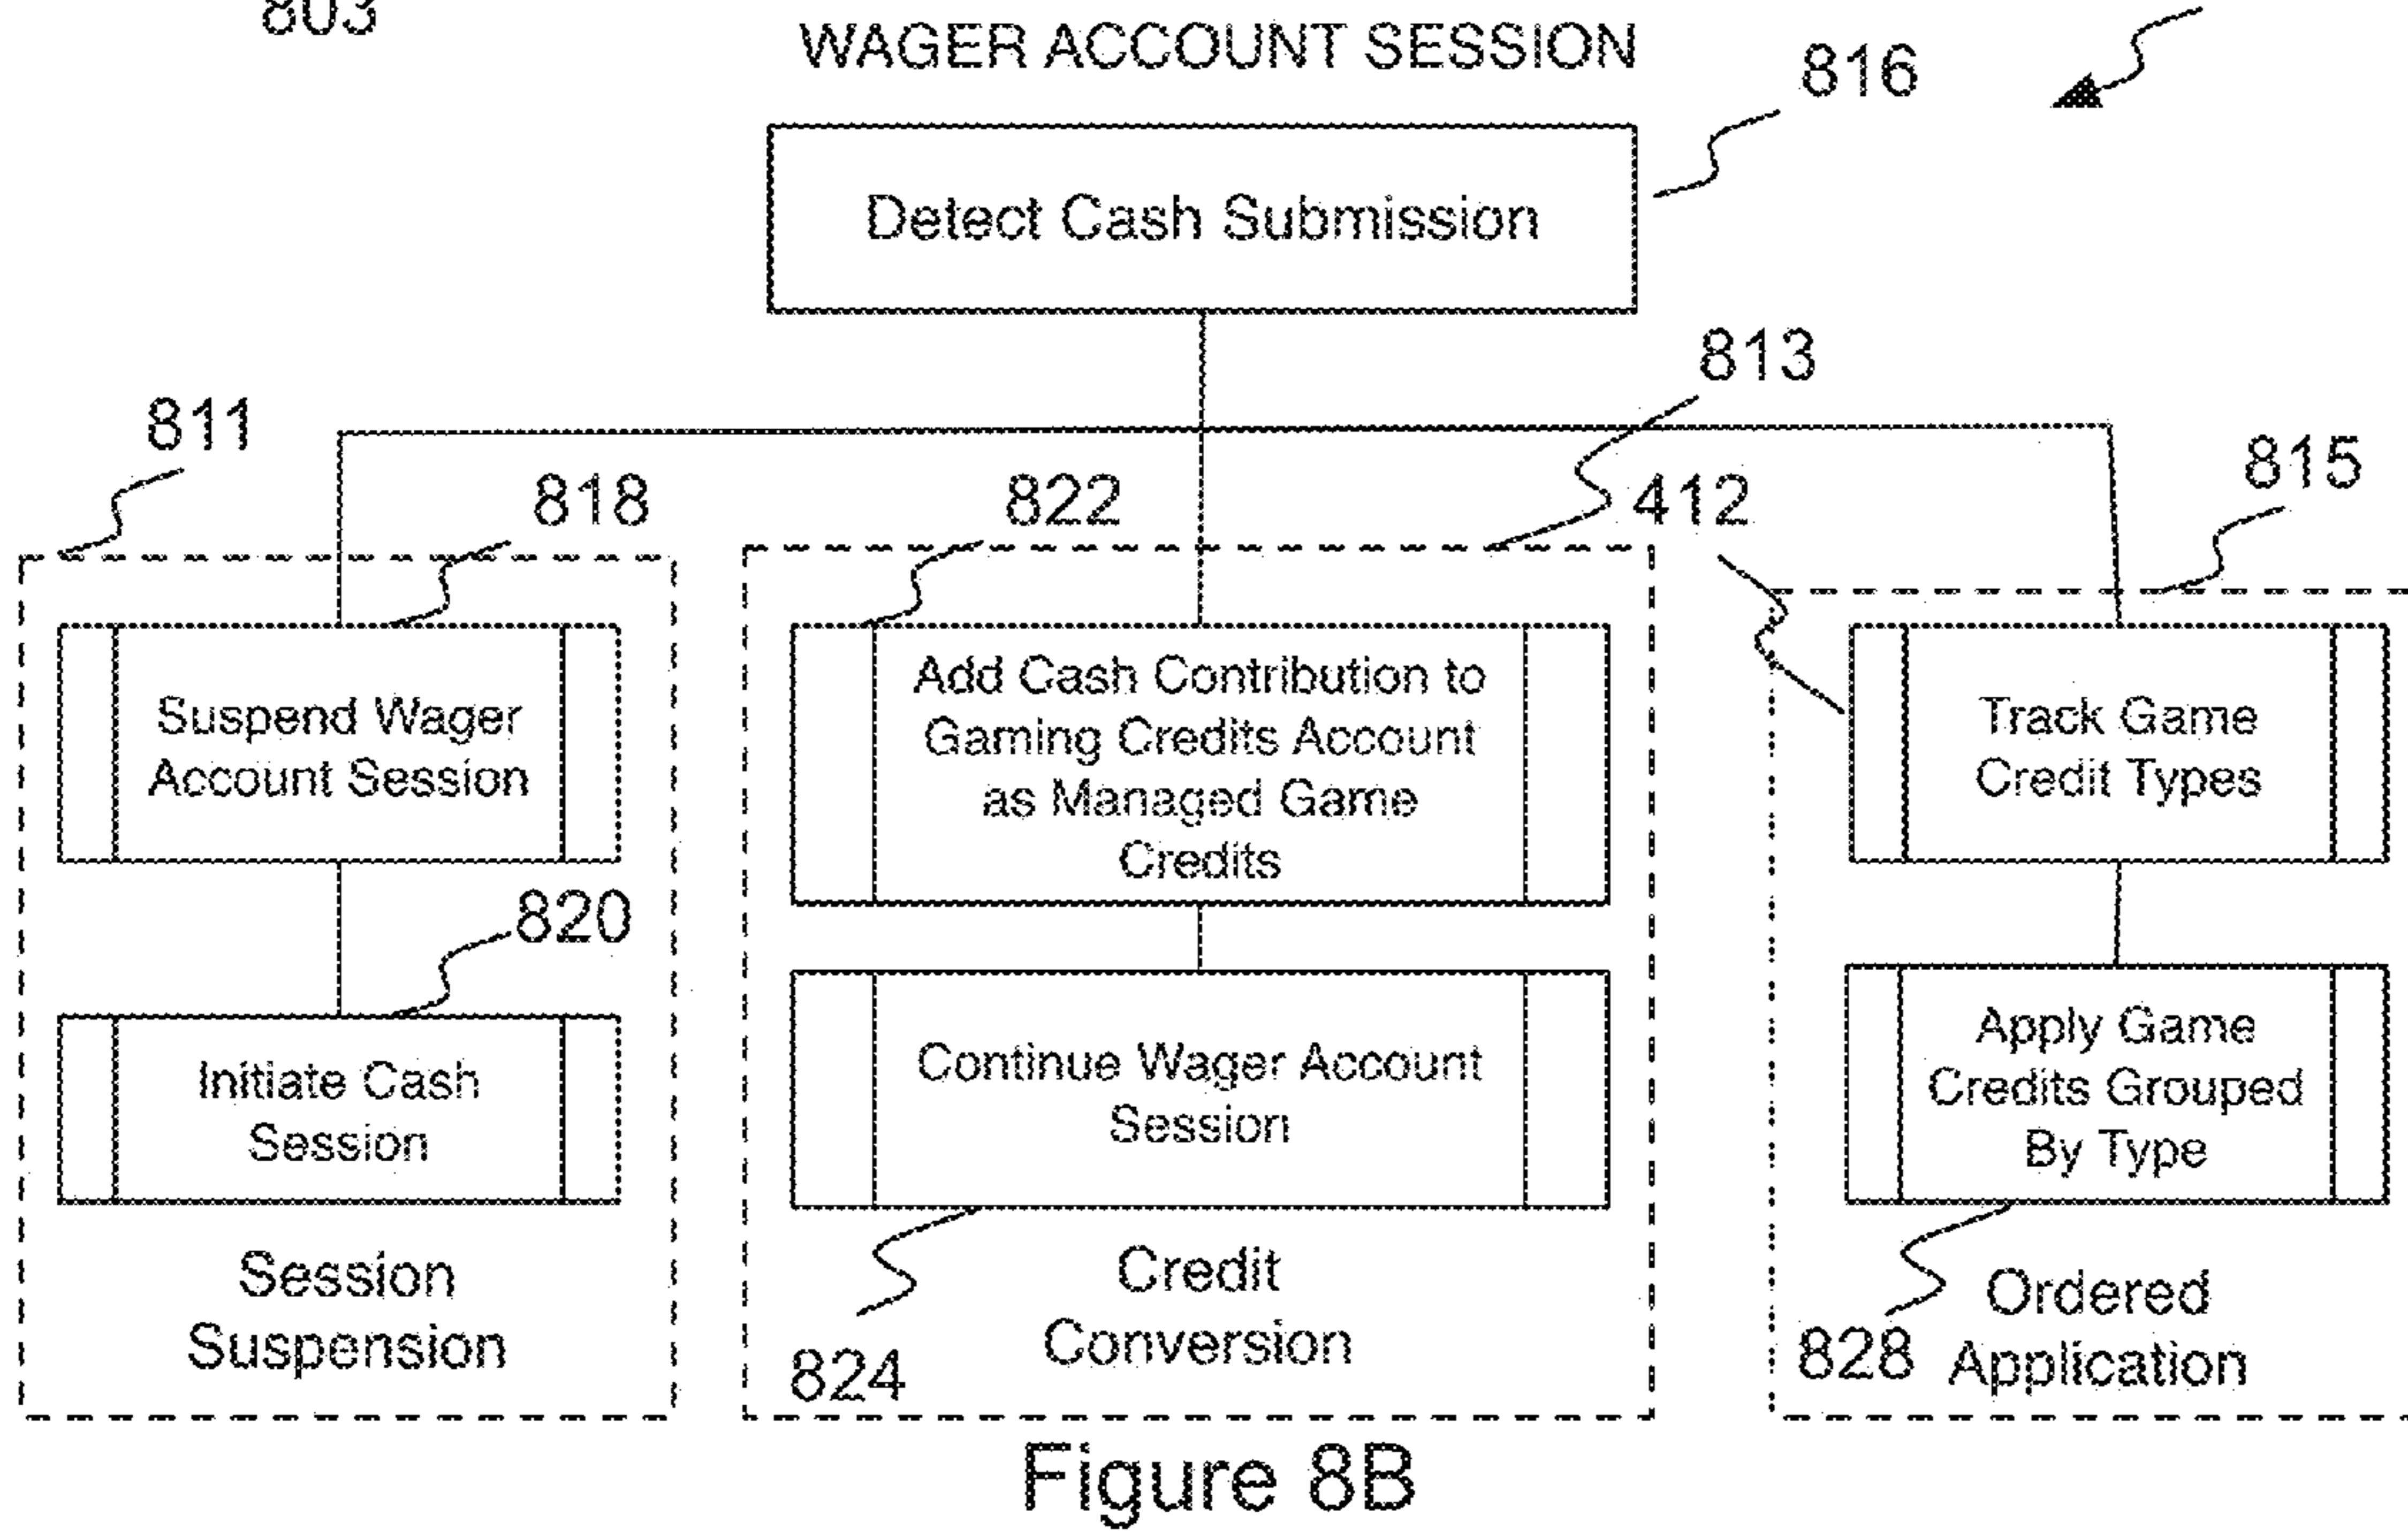 803
WAGER ACCOUNT SESSION
816
Detect Cash Submission
813
811
818
822
412
815
Suspend Wager
Account Session
820
Initiate Cash
Session
Session
Suspension
Add Cash Contribution to
Gaming Credits Account
as Managed Game
Credits
Continue Wager Account
Session
824
Credit
Conversion
Track Game
Credit Types
Apply Game
Credits Grouped
By Type
828
Ordered
Application
Figure 8B